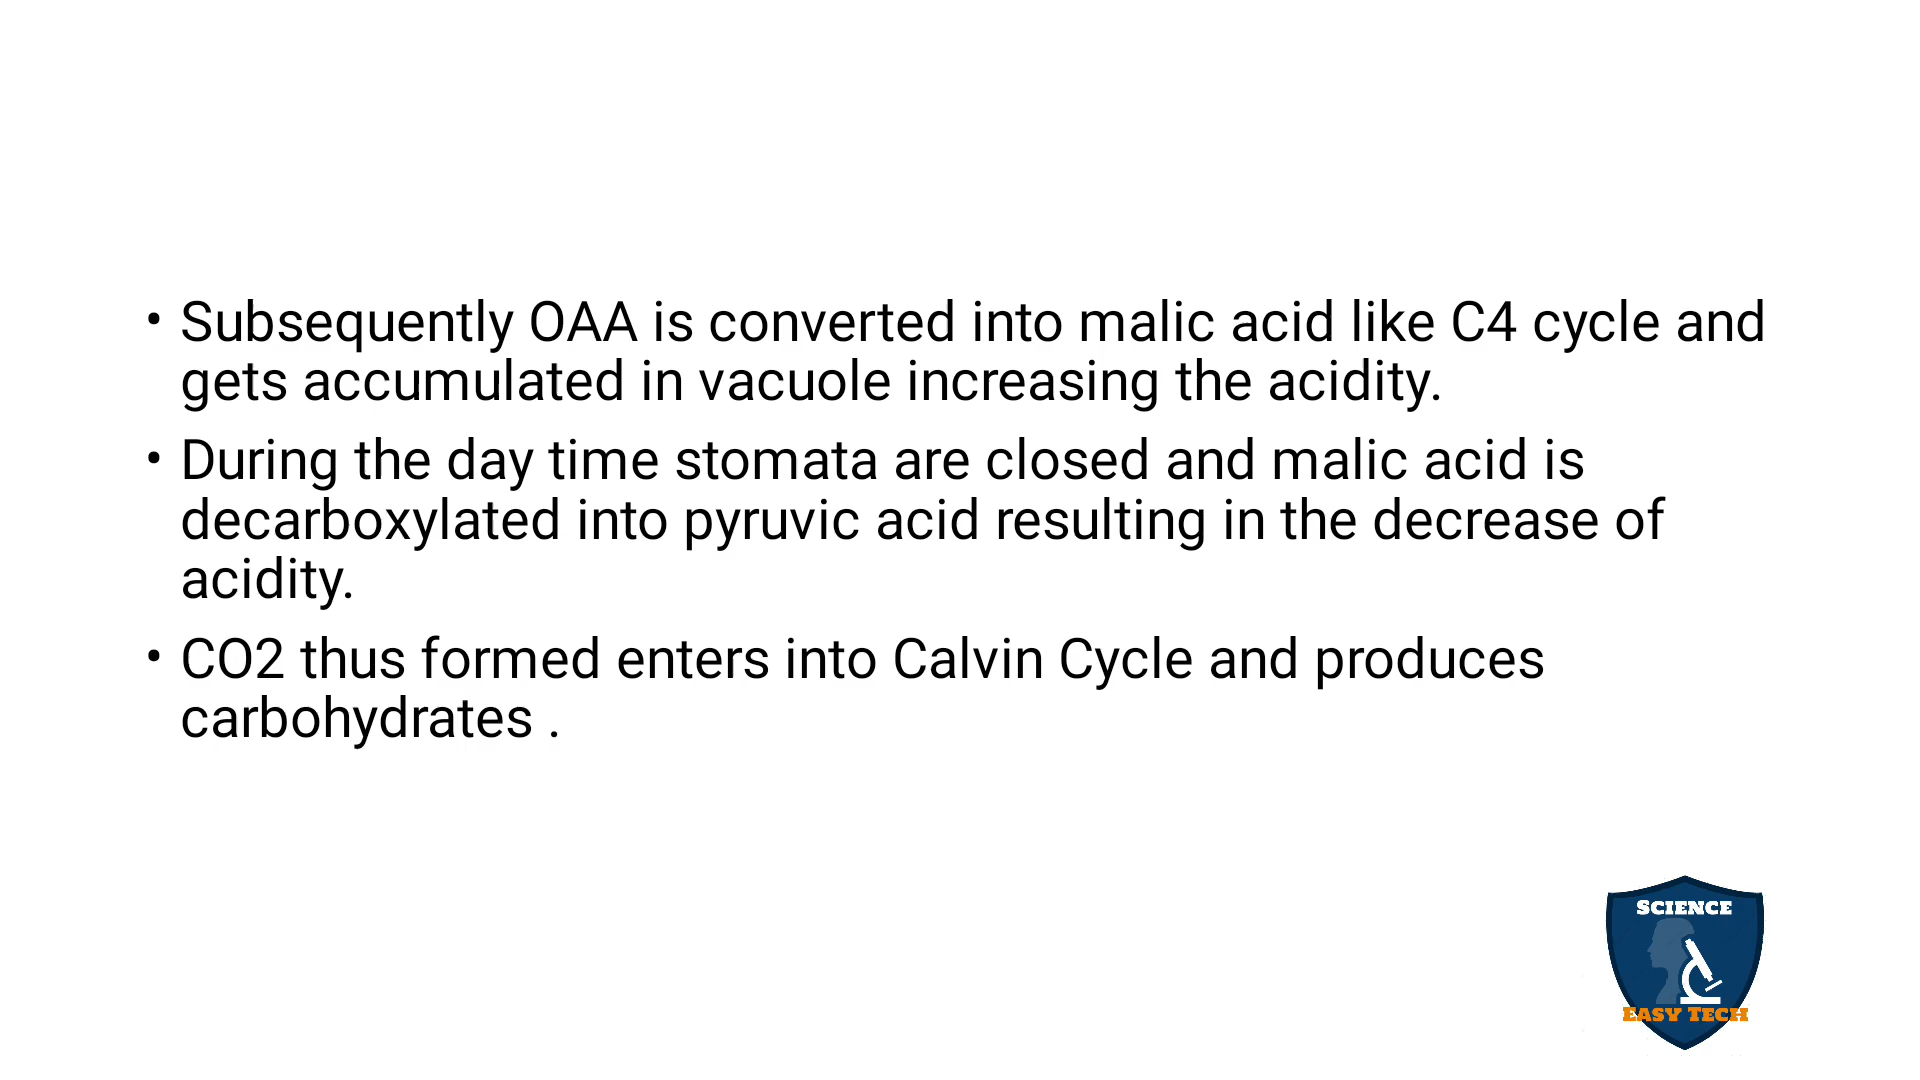 • Subsequently OAA is converted into malic acid like C4 cycle and
gets accumulated in vacuole increasing the acidity.
• During the day time stomata are closed and malic acid is
decarboxylated into pyruvic acid resulting in the decrease of
acidity.
• CO2 thus formed enters into Calvin Cycle and produces
carbohydrates .
SCIENCE
EASY TECH